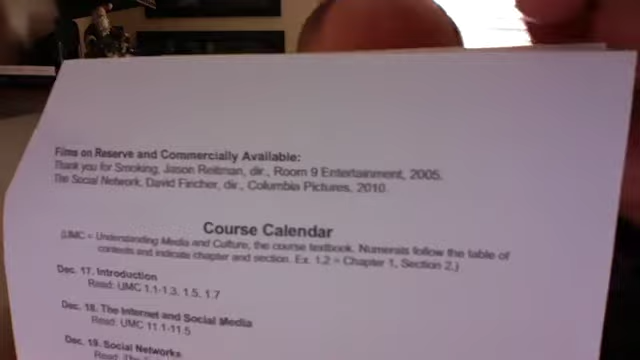 Films on Reserve and Commercially Available:
Thank you for Smoking, Jason Reitman, dir., Room 9 Entertainment, 2005.
The Social Network, David Fincher, dir., Columbia Pictures, 2010.
Course Calendar
(UMC = Understanding Media and Culture, the course textbook. Numerals follow the table of
contents and indicate chapter and section. Ex. 1.2 = Chapter 1, Section 2.)
Dec. 17. Introduction
Read: UMC 1.1-1.3, 1.5, 1.7
Dec. 18. The Internet and Social Media
Read: UMC 11.1-11.5
Dec. 19. Social Networks
Read: The